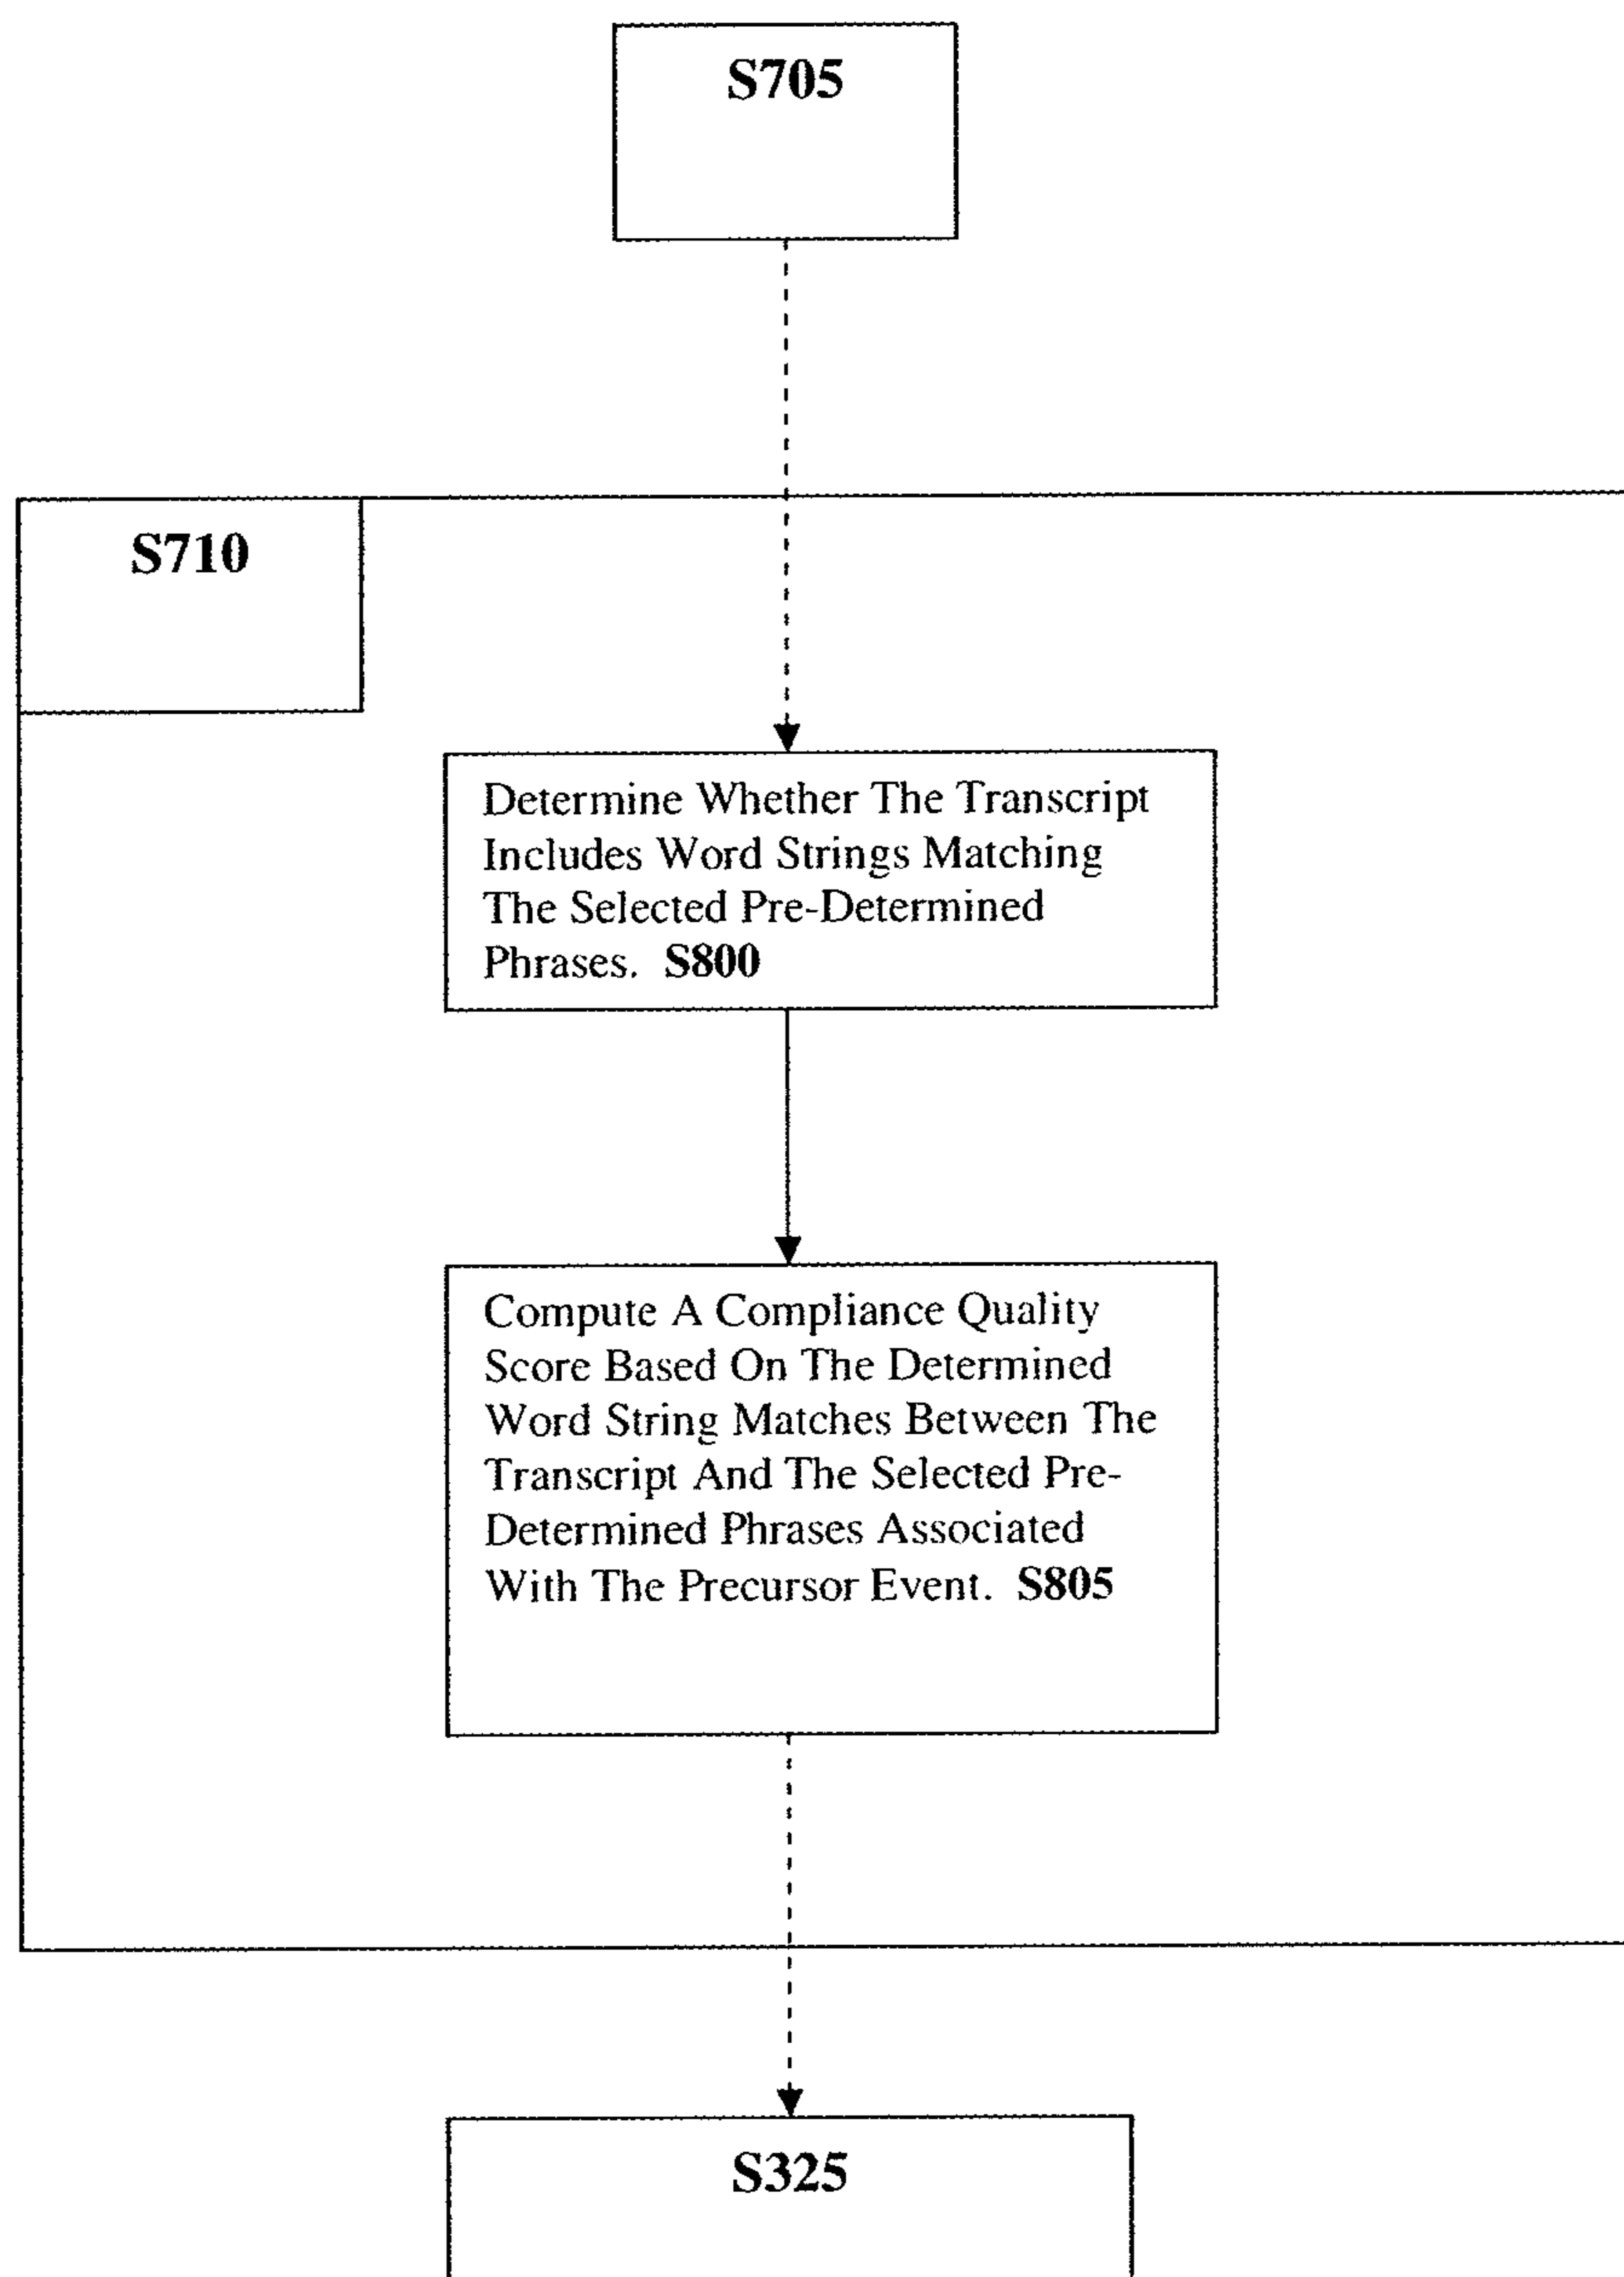 S705
S710
Determine Whether The Transcript
Includes Word Strings Matching
The Selected Pre-Determined
Phrases. S800
Compute A Compliance Quality
Score Based On The Determined
Word String Matches Between The
Transcript And The Selected Pre-
Determined Phrases Associated
With The Precursor Event. S805
S325